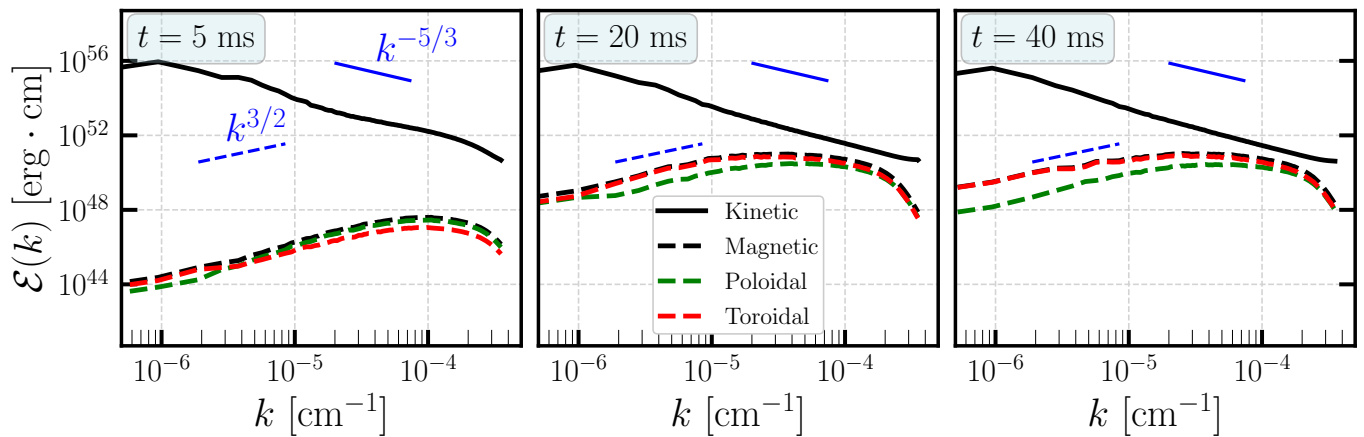 t = 5 ms
t = 20 ms
t = 40 ms
k^{-5/3}
k^{3/2}
ℰ(k) [erg · cm]
10^{56}
10^{52}
10^{48}
10^{44}
Kinetic
Magnetic
Poloidal
Toroidal
10^{-6} 10^{-5} 10^{-4}
10^{-6} 10^{-5} 10^{-4}
10^{-6} 10^{-5} 10^{-4}
k [cm^{-1}]
k [cm^{-1}]
k [cm^{-1}]